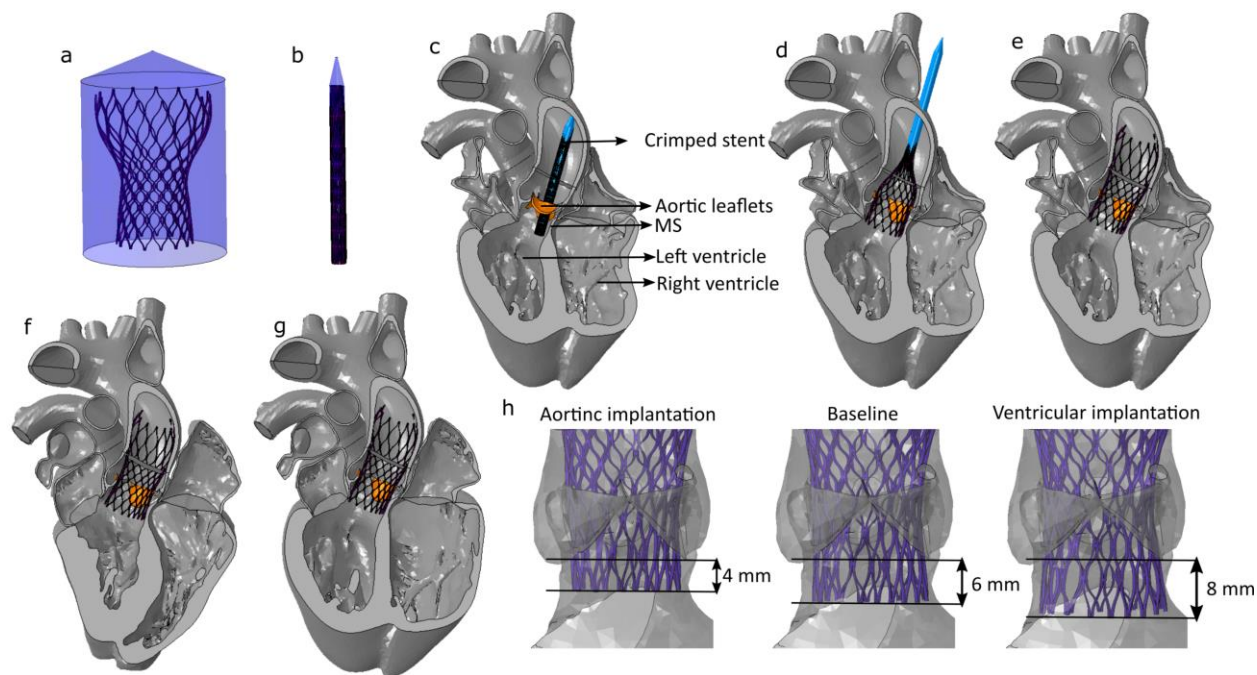 a
b
c
d
e
Crimped stent
Aortic leaflets
MS
Left ventricle
Right ventricle
f
g
h
Aortinc implantation
Baseline
Ventricular implantation
4 mm
6 mm
8 mm